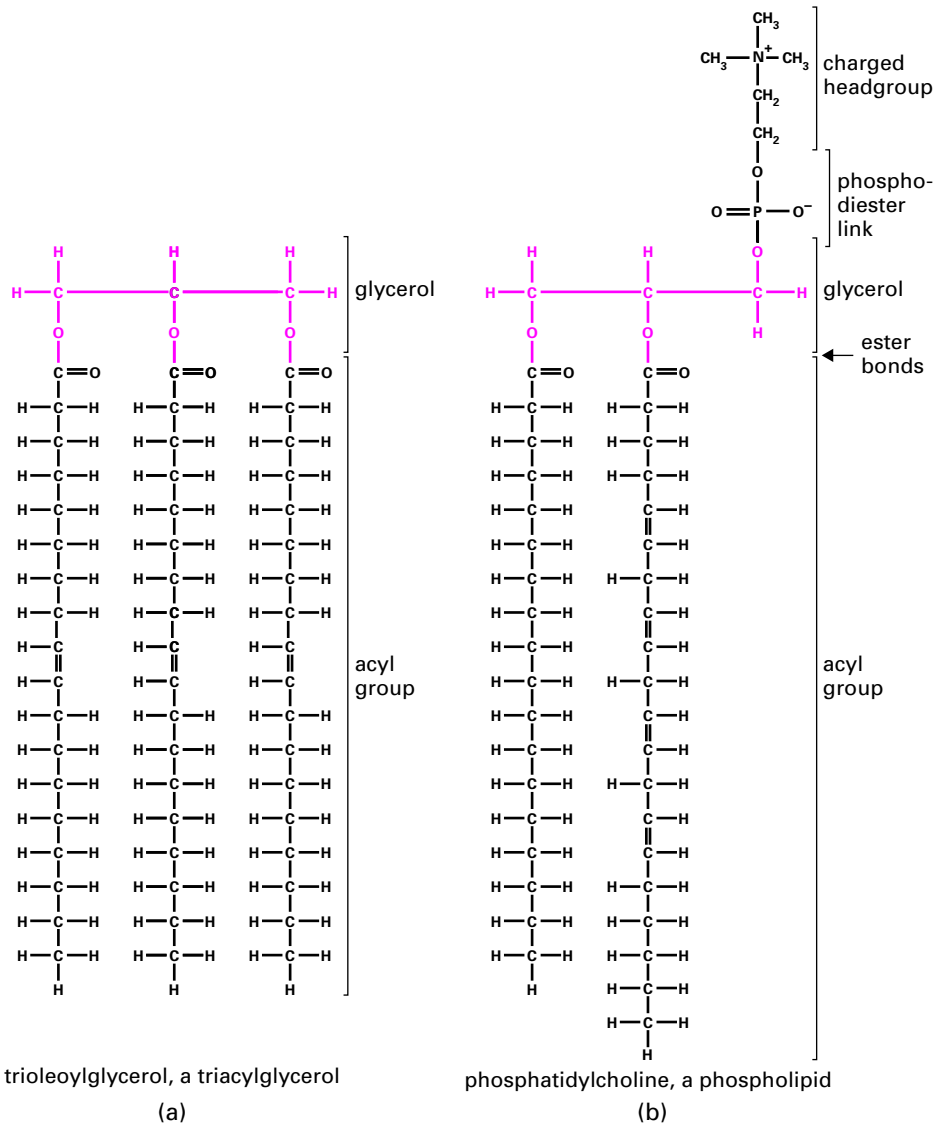 H H H
H C C C H
O O O
glycerol
C O C O C O
H C H H C H H C H
H C H H C H H C H
H C H H C H H C H
H C H H C H H C H
H C H H C H H C H
H C H H C H H C H
H C H H C H H C H
H C H C H C
H C H C H C
H C H H C H H C H
H C H H C H H C H
H C H H C H H C H
H C H H C H H C H
H C H H C H H C H
H C H H C H H C H
H C H H C H H C H
H C H H C H H C H
H H H
acyl
group
trioleoylglycerol, a triacylglycerol
(a)
CH₃
CH₃ N⁺ CH₃
CH₂
CH₂
charged
headgroup
O
O P O⁻
phospho-
diester
link
H H O
H C C C H
O O H
glycerol
ester
bonds
C O C O
H C H H C H
H C H H C H
H C H H C H
H C H C H
H C H C H
H C H H C H
H C H C H
H C H C H
H C H H C H
H C H C H
H C H C H
H C H H C H
H C H C H
H C H C H
H C H H C H
H C H H C H
H C H H C H
H H C H
H C H
H
acyl
group
phosphatidylcholine, a phospholipid
(b)